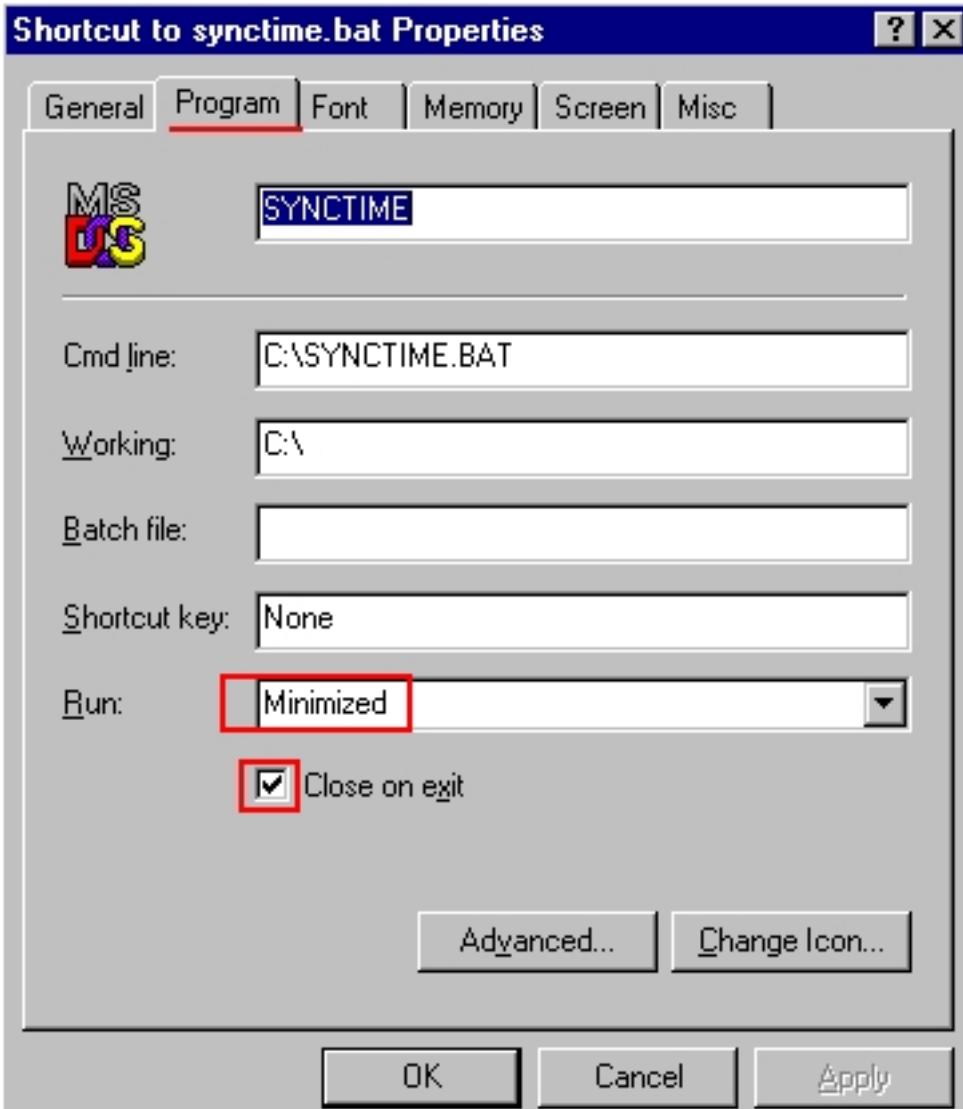 Shortcut to synctime.bat Properties ? X
General Program Font Memory Screen Misc
MS
DOS
SYNCTIME
Cmd line: C:\SYNCTIME.BAT
Working: C:\
Batch file:
Shortcut key: None
Run: Minimized
Close on exit
Advanced... Change Icon...
OK Cancel Apply